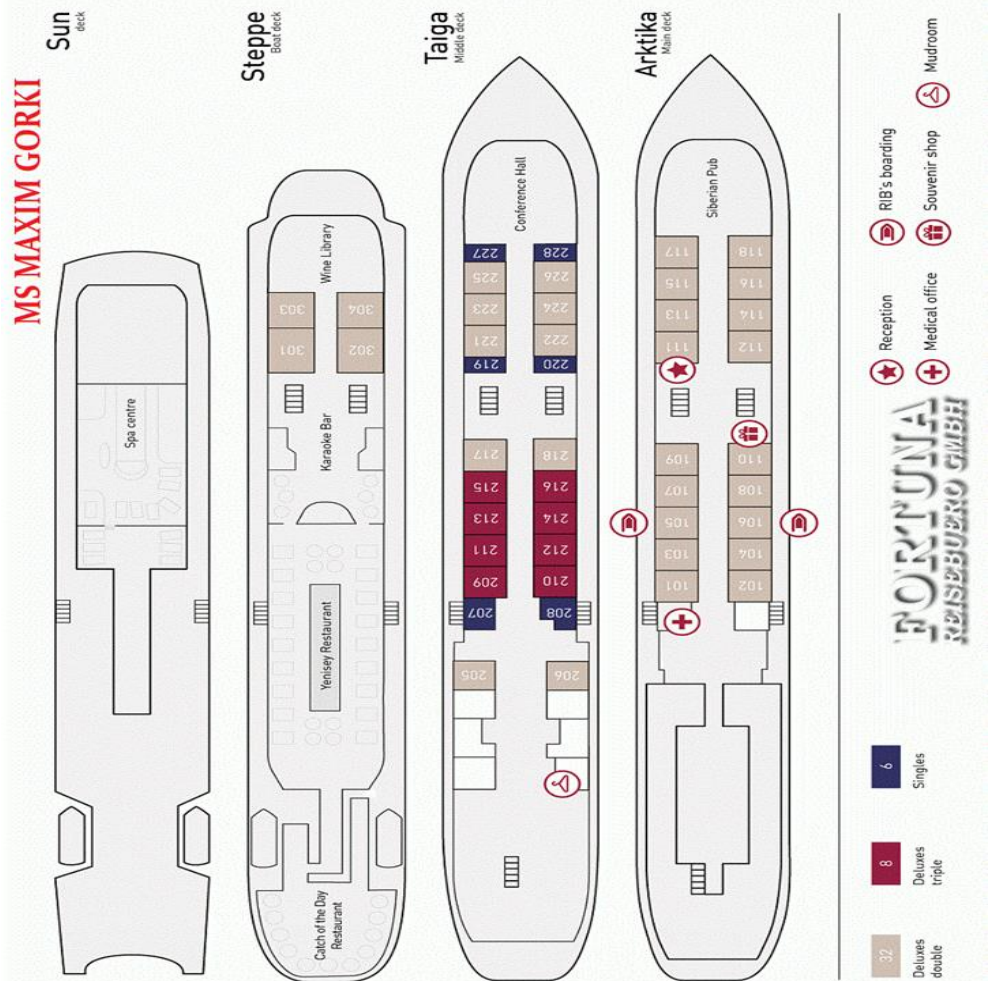 MS MAXIM GORKI
Sun
deck
Spa centre
Steppe
Boat deck
Catch of the Day
Restaurant
Yenisey Restaurant
Karaoke Bar
301
303
Wine Library
302
304
Taiga
Middle deck
205
207
209
211
213
215
217
219
221
223
225
227
Conference Hall
206
208
210
212
214
216
218
220
222
224
226
228
Arktika
Main deck
101
103
105
107
109
111
113
115
117
Siberian Pub
102
104
106
108
110
112
114
116
118
32
Deluxes
double
8
Deluxes
triple
6
Singles
FORTUNA
REISEBUERO GMBH
Reception
RIB's boarding
Medical office
Souvenir shop
Mudroom